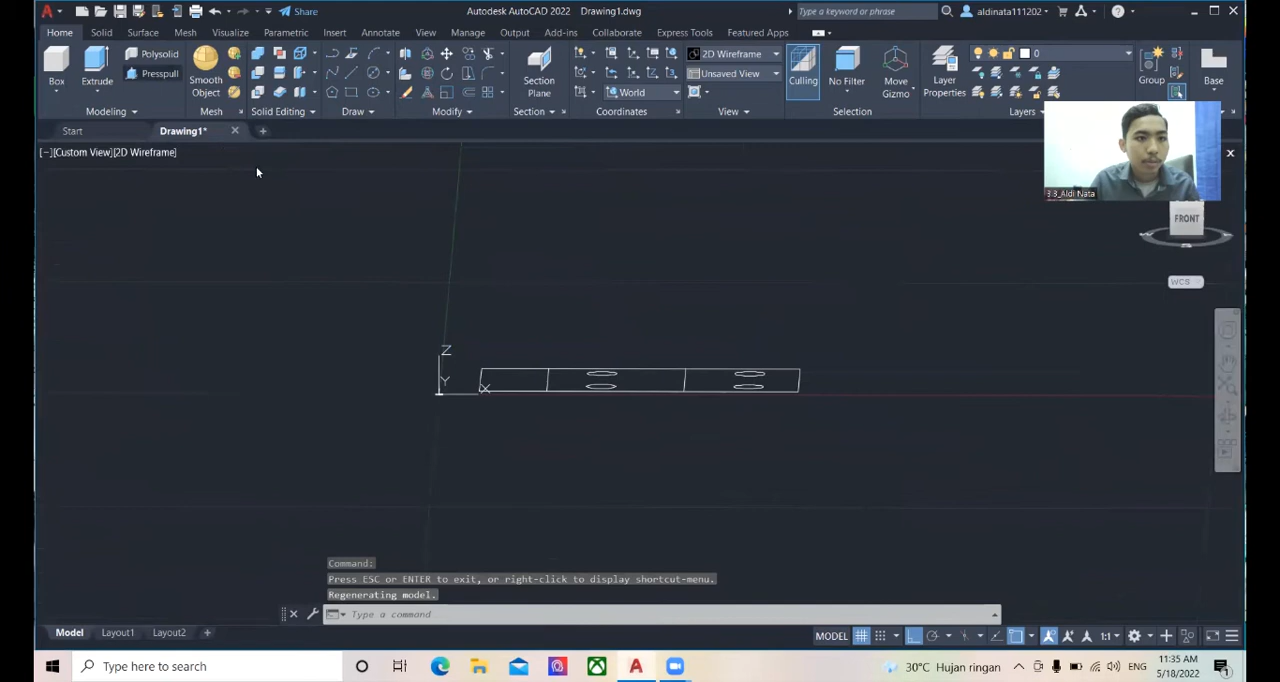 Share
Autodesk AutoCAD 2022 Drawing1.dwg
Type a keyword or phrase
aldinata111202
Home Solid Surface Mesh Visualize Parametric Insert Annotate View Manage Output Add-ins Collaborate Express Tools Featured Apps
Box
Extrude
Polysolid
Presspull
Smooth Object
Section Plane
World
2D Wireframe
Unsaved View
Culling
No Filter
Move Gizmo
Layer Properties
0
Group
Base
Modeling Mesh Solid Editing Draw Modify Section Coordinates View Selection Layers
Start Drawing1*
[−][Custom View][2D Wireframe]
3.3_Aldi Nata
FRONT
WCS
Z
Y
X
Command:
Press ESC or ENTER to exit, or right-click to display shortcut-menu.
Regenerating model.
Type a command
Model Layout1 Layout2
MODEL
1:1
Type here to search
30°C Hujan ringan
ENG
11:35 AM
5/18/2022
1